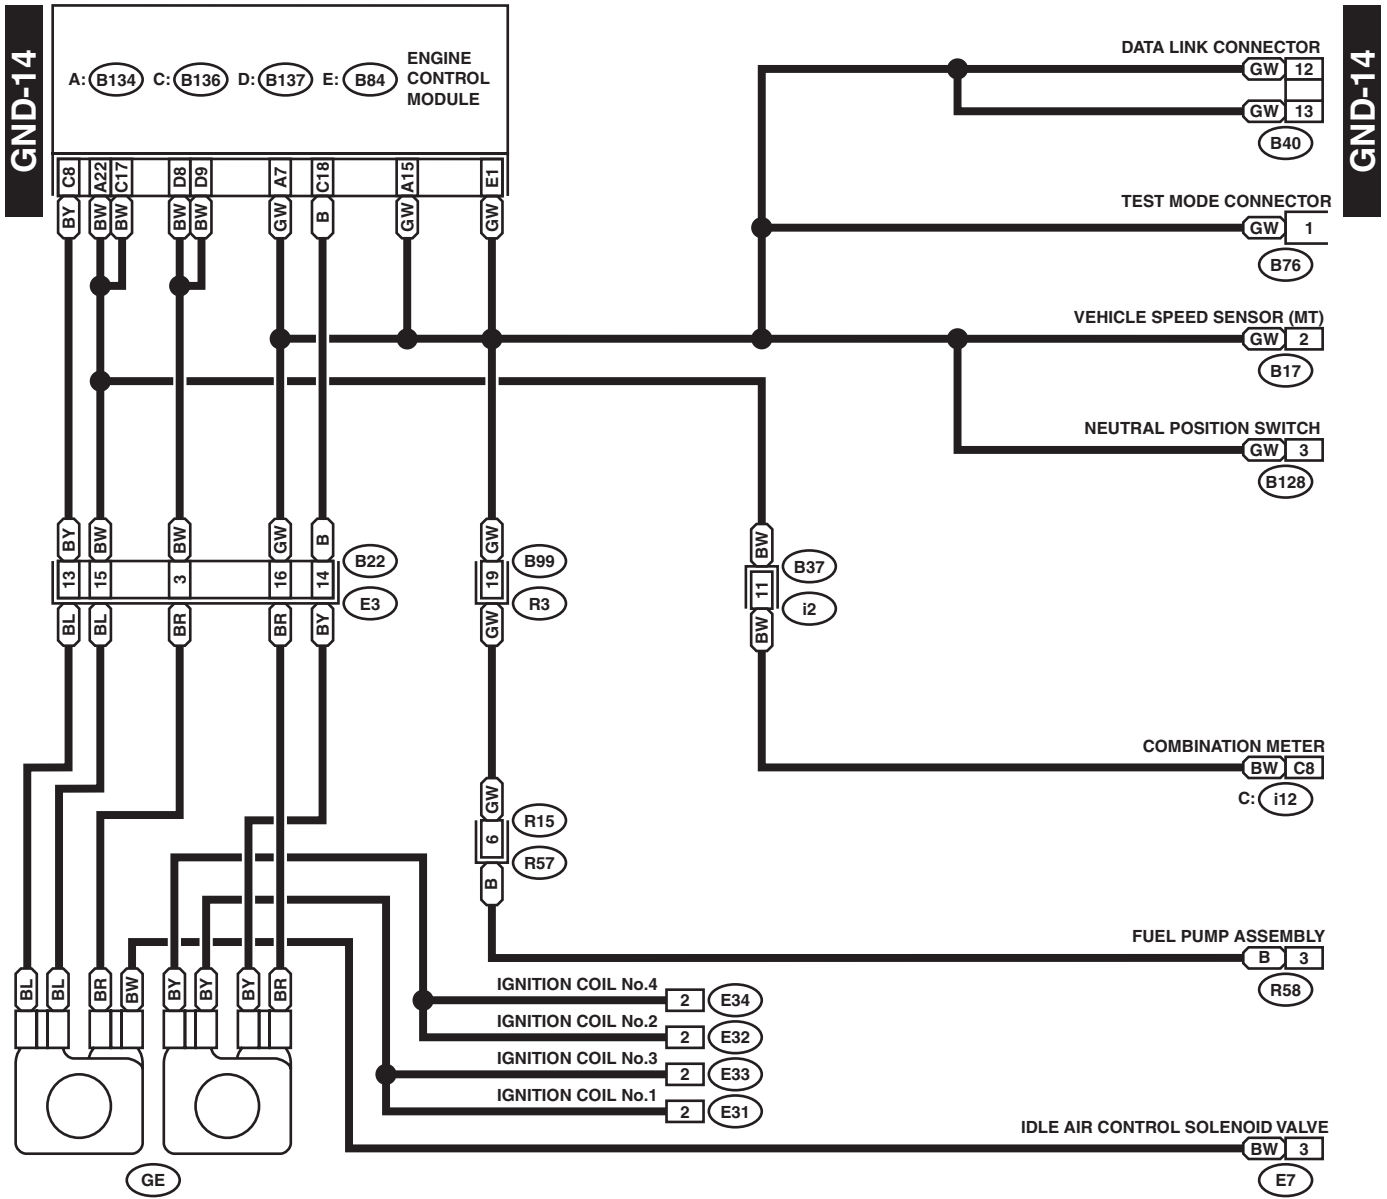 GND-14
GND-14
A: B134 C: B136 D: B137 E: B84
ENGINE
CONTROL
MODULE
C8 A22 C17 D8 D9 A7 C18 A15 E1
BY BW BW BW BW GW B GW GW
DATA LINK CONNECTOR
GW 12
GW 13
B40
TEST MODE CONNECTOR
GW 1
B76
VEHICLE SPEED SENSOR (MT)
GW 2
B17
NEUTRAL POSITION SWITCH
GW 3
B128
BY BW BW GW B
13 15 3 16 14
B22
E3
BL BL BR BR BY
GW
19
B99
R3
GW
BW
11
B37
i2
BW
COMBINATION METER
BW C8
C: i12
GW
6
R15
R57
B
FUEL PUMP ASSEMBLY
B 3
R58
BL BL BR BW BY BY BY BR
IGNITION COIL No.4
2 E34
IGNITION COIL No.2
2 E32
IGNITION COIL No.3
2 E33
IGNITION COIL No.1
2 E31
IDLE AIR CONTROL SOLENOID VALVE
BW 3
E7
GE